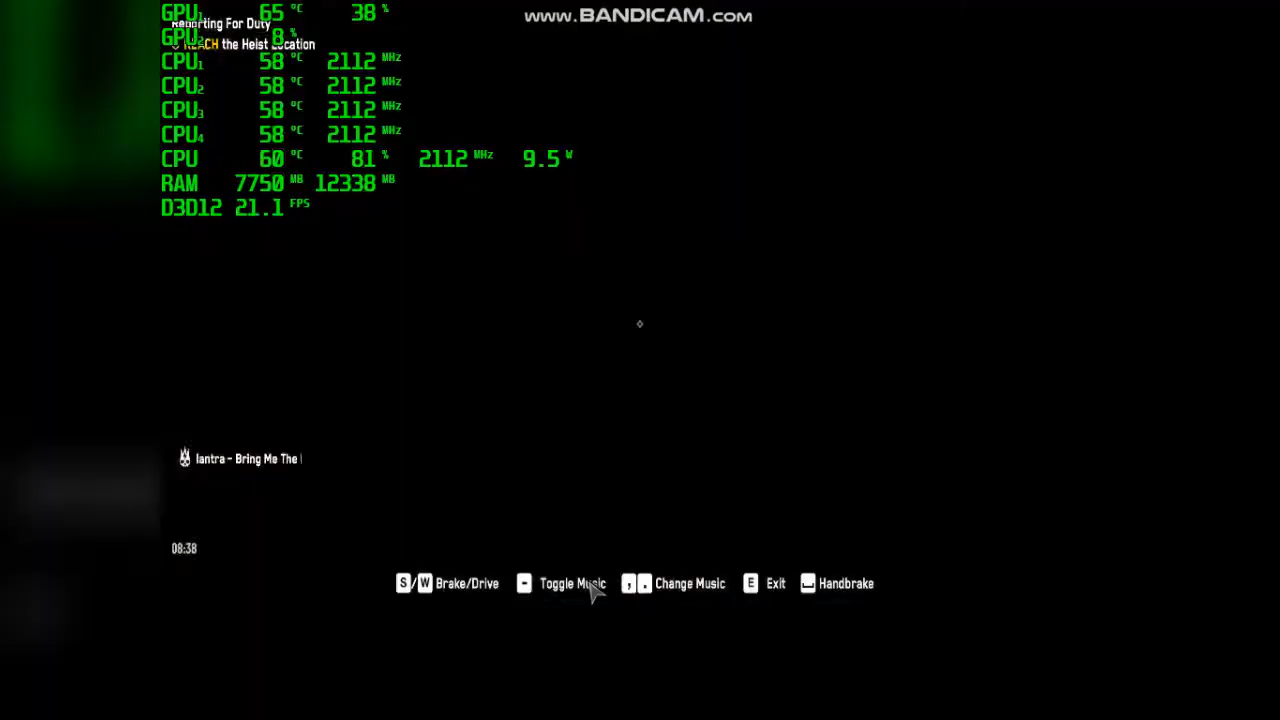 www.BANDICAM.com
GPU1 65 °C 38 %
Reporting For Duty
GPU2 8 %
REACH the Heist Location
CPU1 58 °C 2112 MHz
CPU2 58 °C 2112 MHz
CPU3 58 °C 2112 MHz
CPU4 58 °C 2112 MHz
CPU 60 °C 81 % 2112 MHz 9.5 W
RAM 7750 MB 12338 MB
D3D12 21.1 FPS
lantra - Bring Me The
08:38
S/W Brake/Drive - Toggle Music , . Change Music E Exit Handbrake